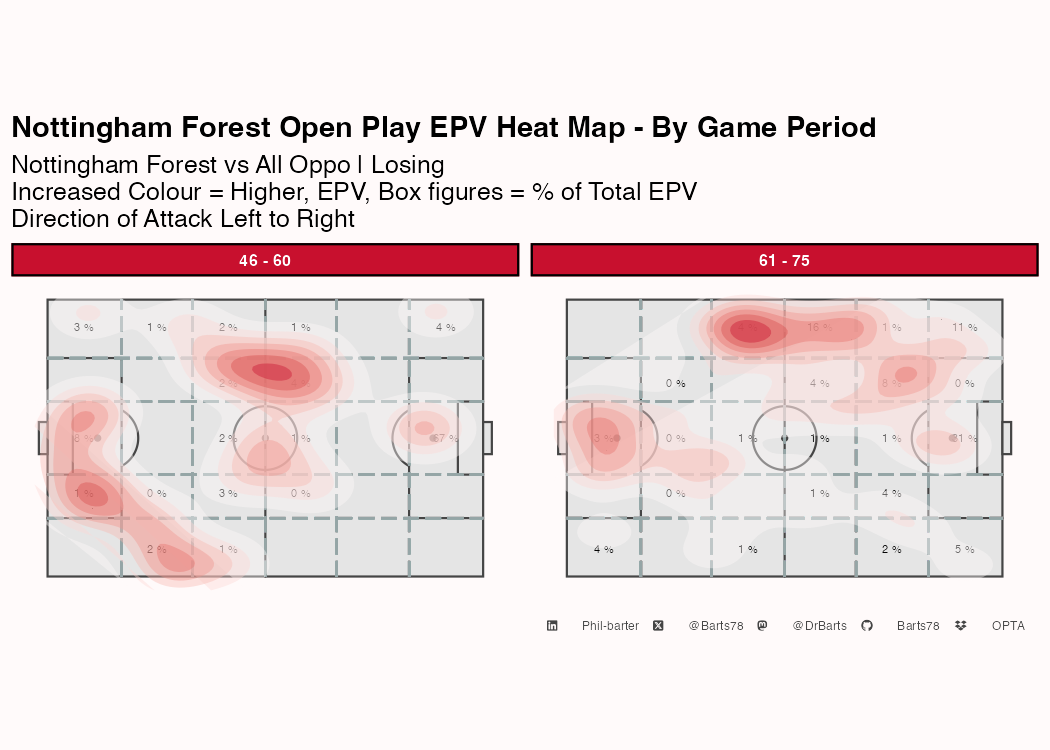 Nottingham Forest Open Play EPV Heat Map - By Game Period
Nottingham Forest vs All Oppo | Losing
Increased Colour = Higher, EPV, Box figures = % of Total EPV
Direction of Attack Left to Right
46 - 60
61 - 75
3 % 1 % 2 % 1 % 4 %
16 % 1 % 11 %
2 %
0 % 4 % 8 % 0 %
8 % 2 % 1 % 67 %
3 % 0 % 1 % 1 % 1 %
1 % 0 % 3 % 0 %
0 % 1 % 4 %
2 % 1 %
4 % 1 % 2 % 5 %
Phil-barter @Barts78 @DrBarts Barts78 OPTA